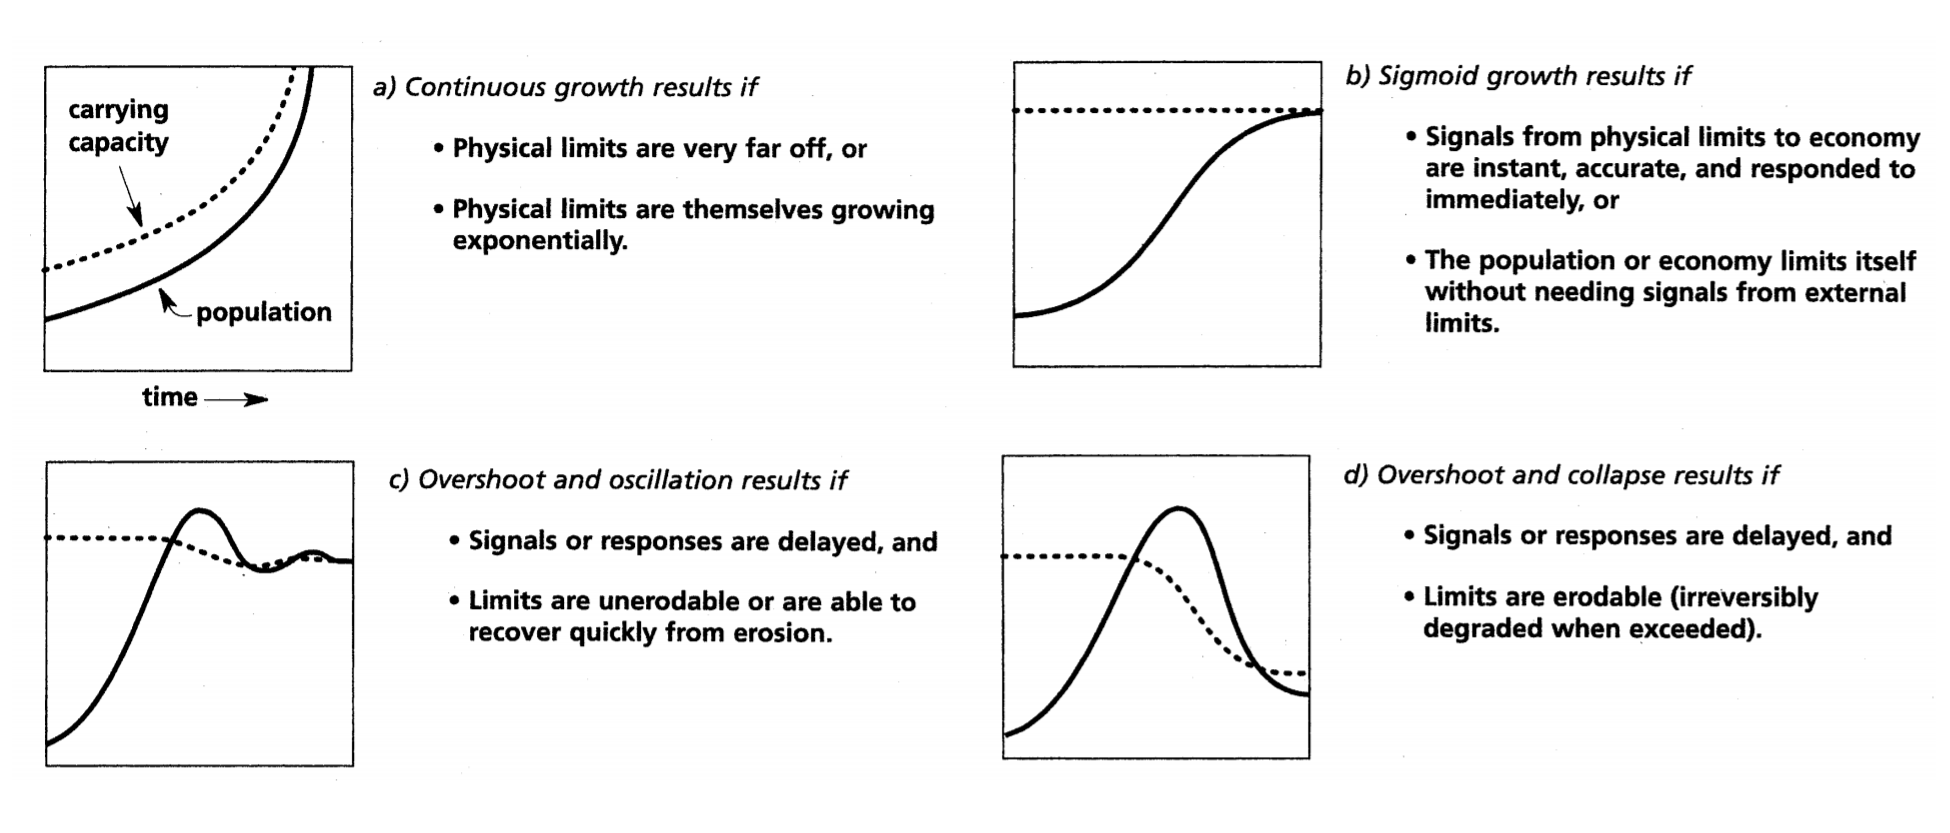 carrying
capacity
population
time
a) Continuous growth results if
• Physical limits are very far off, or
• Physical limits are themselves growing
exponentially.
b) Sigmoid growth results if
• Signals from physical limits to economy
are instant, accurate, and responded to
immediately, or
• The population or economy limits itself
without needing signals from external
limits.
c) Overshoot and oscillation results if
• Signals or responses are delayed, and
• Limits are unerodable or are able to
recover quickly from erosion.
d) Overshoot and collapse results if
• Signals or responses are delayed, and
• Limits are erodable (irreversibly
degraded when exceeded).